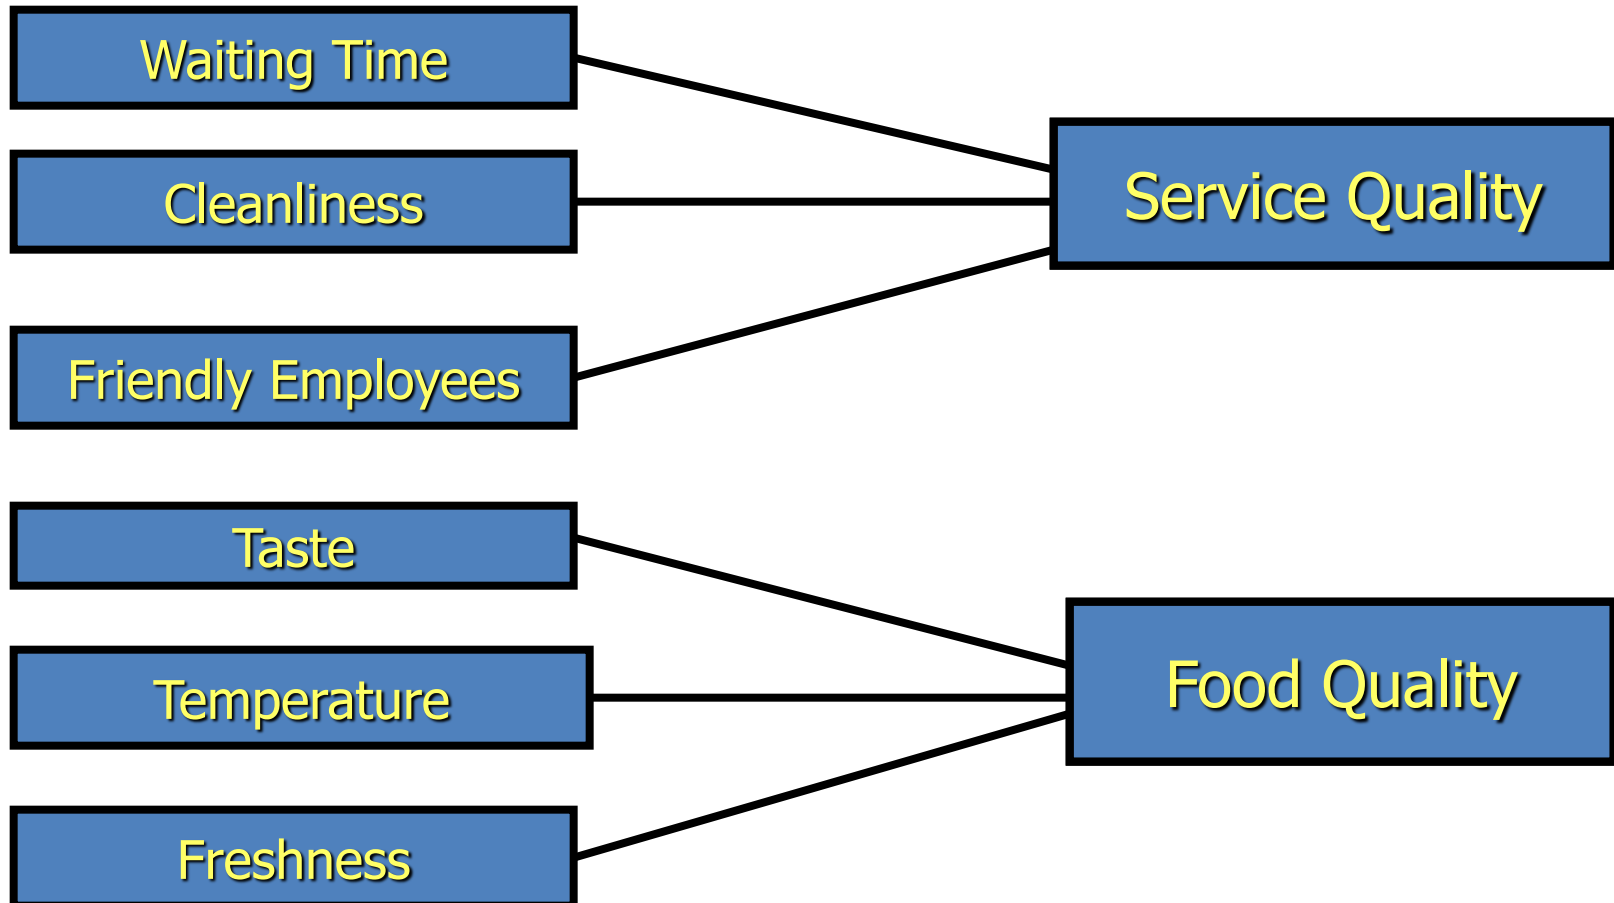 Waiting Time
Cleanliness
Friendly Employees
Service Quality
Taste
Temperature
Freshness
Food Quality